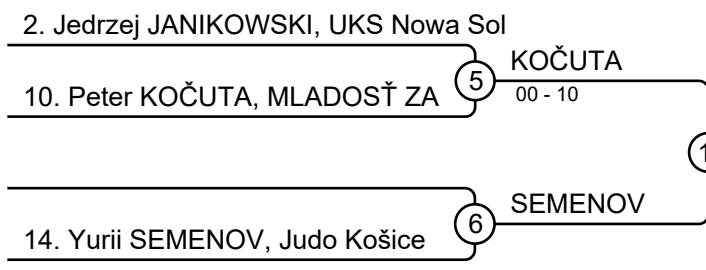 2. Jedrzej JANIKOWSKI, UKS Nowa Sol
KOČUTA
5
00 - 10
10. Peter KOČUTA, MLADOSŤ ZA
SEMENOV
6
14. Yurii SEMENOV, Judo Košice